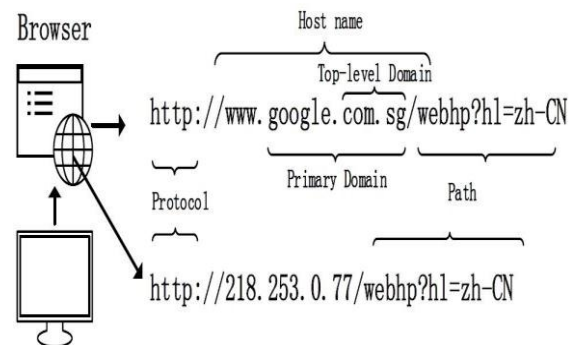 Browser
Host name
Top-level Domain
http://www.google.com.sg/webhp?hl=zh-CN
Protocol
Primary Domain
Path
http://218.253.0.77/webhp?hl=zh-CN